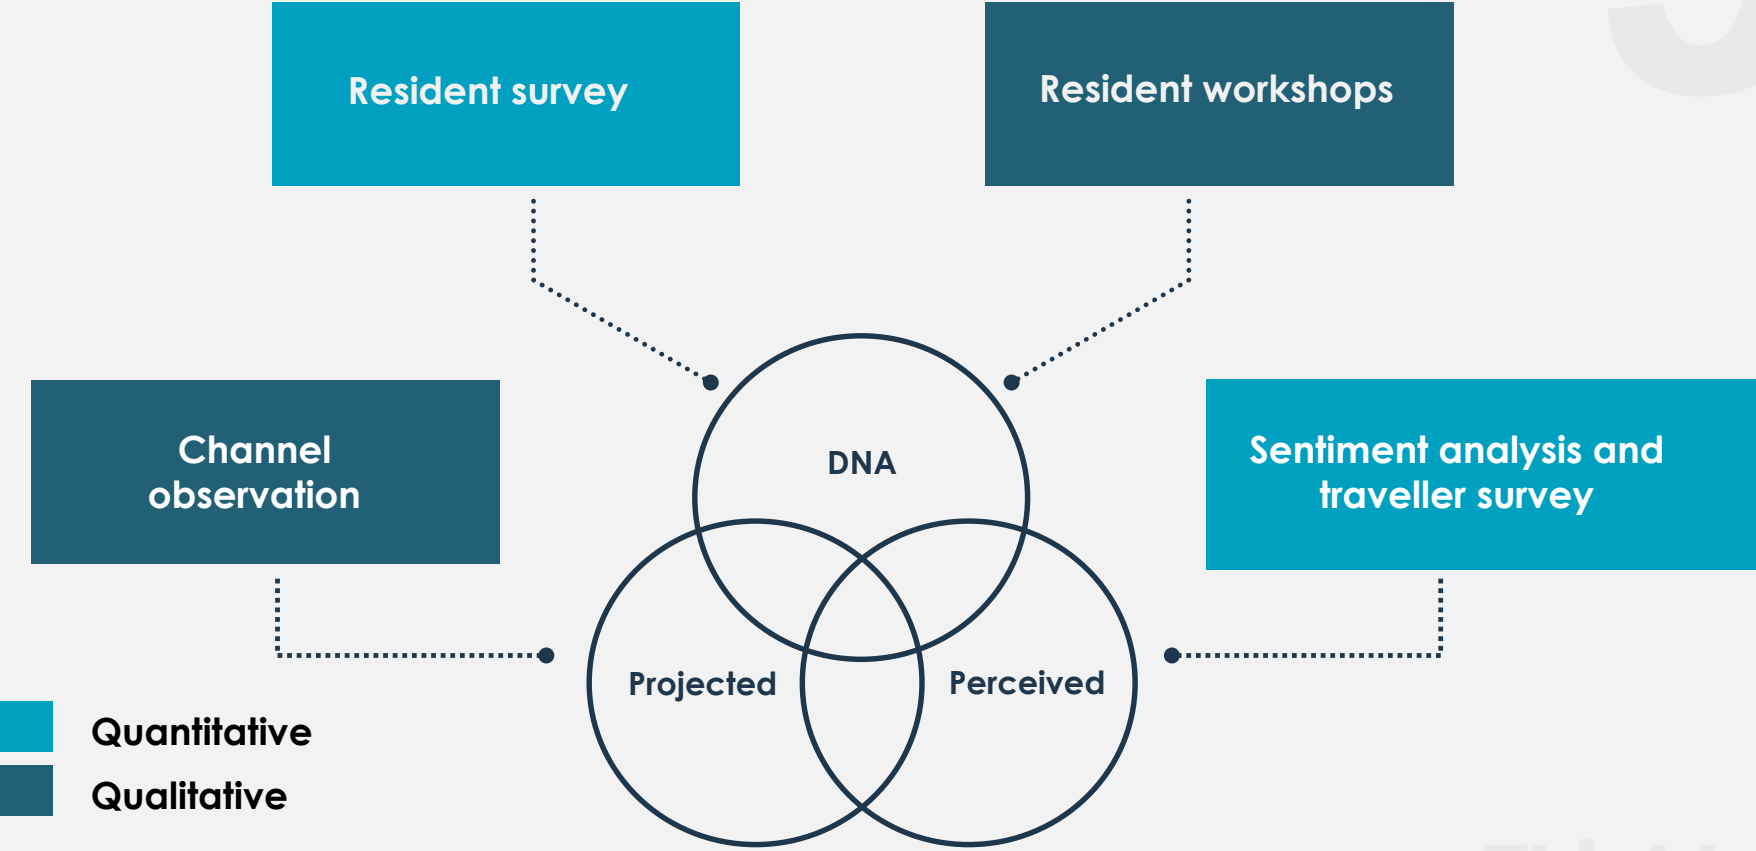 Resident survey
Resident workshops
Channel
observation
Sentiment analysis and
traveller survey
DNA
Projected
Perceived
Quantitative
Qualitative